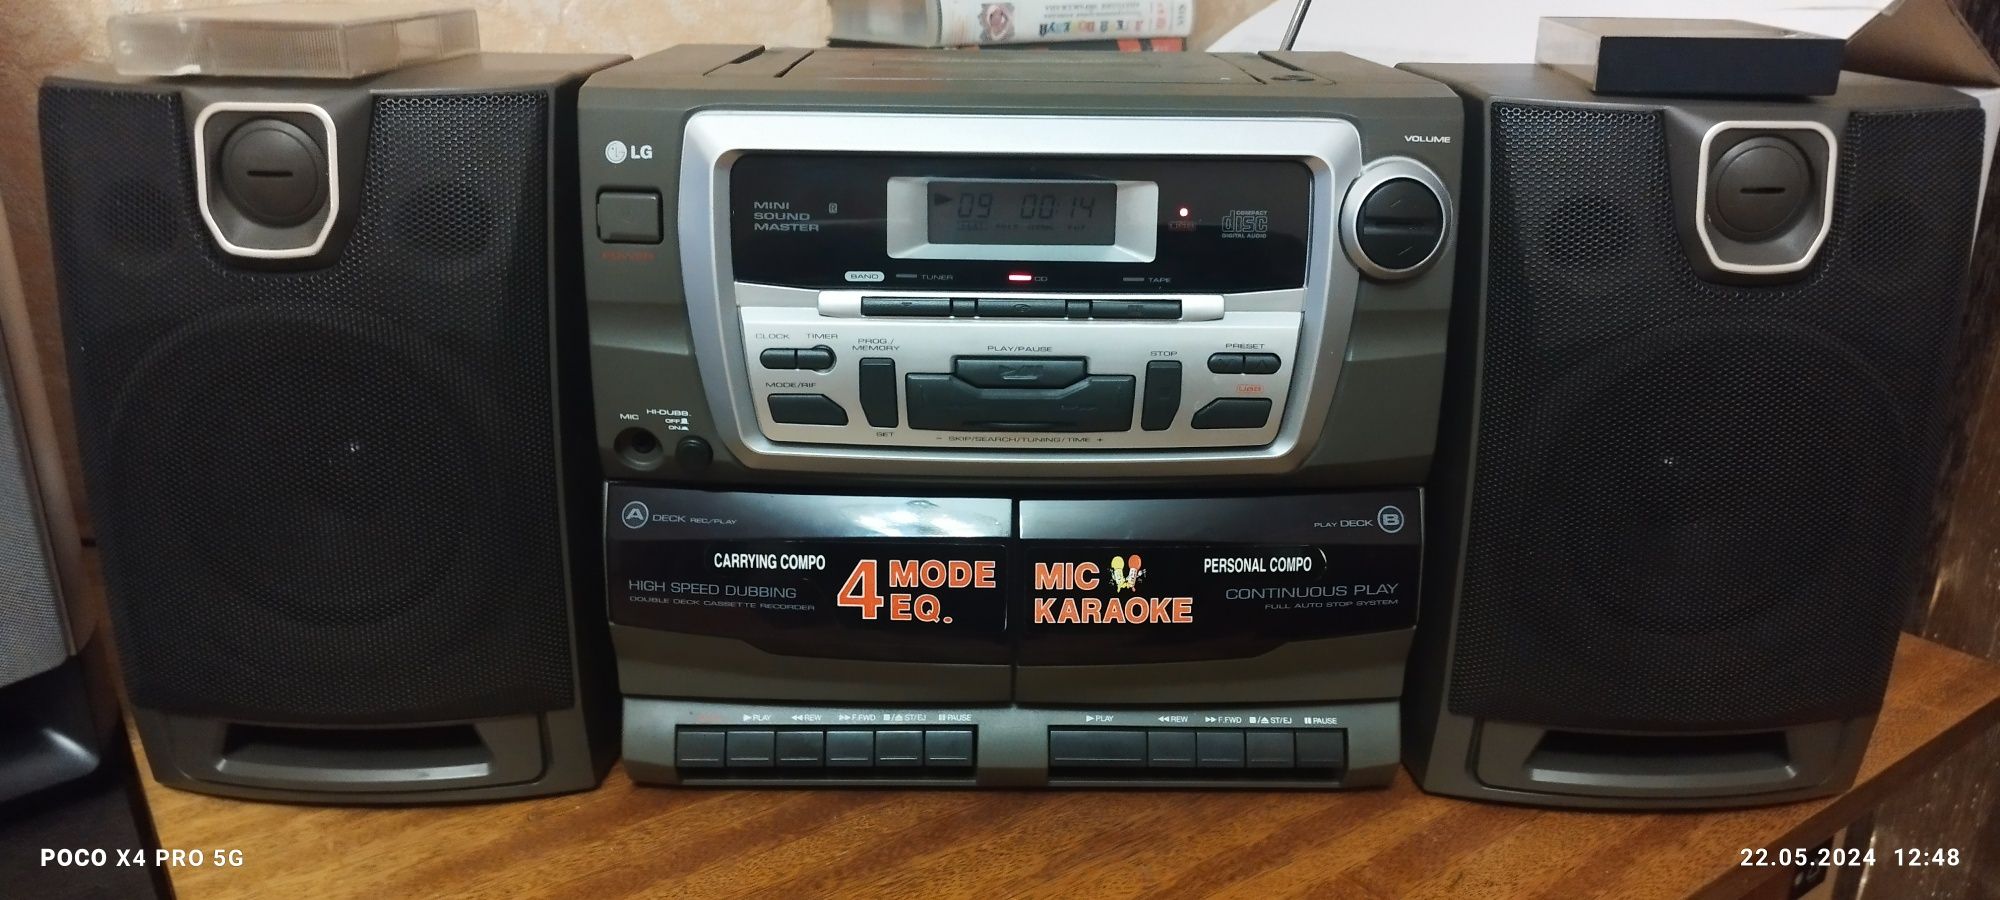 VOLUME
LG
MINI
SOUND
MASTER
09 00:14
COMPACT
disc
DIGITAL AUDIO
POWER
BAND
TUNER
CD
TAPE
CLOCK
TIMER
PROG./
MEMORY
PLAY/PAUSE
STOP
PRESET
MODE/RIF
UBB
MIC
HI-DUBB.
OFF
ON
SET
- SKIP/SEARCH/TUNING/TIME +
A DECK REC/PLAY
PLAY DECK B
CARRYING COMPO
4 MODE
EQ.
HIGH SPEED DUBBING
DOUBLE DECK CASSETTE RECORDER
MIC
KARAOKE
PERSONAL COMPO
CONTINUOUS PLAY
FULL AUTO STOP SYSTEM
▶PLAY ◀◀REW ▶▶F.FWD ■/⏏ST/EJ ❚❚PAUSE
▶PLAY ◀◀REW ▶▶F.FWD ■/⏏ST/EJ ❚❚PAUSE
POCO X4 PRO 5G
22.05.2024 12:48